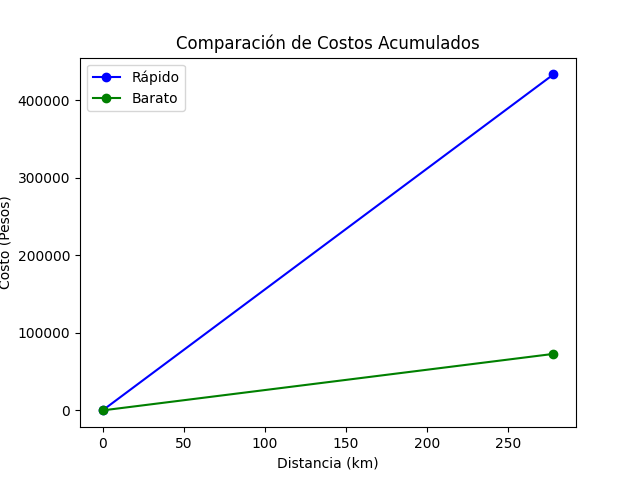 Comparación de Costos Acumulados
Rápido
Barato
Costo (Pesos)
400000
300000
200000
100000
0
0 50 100 150 200 250
Distancia (km)